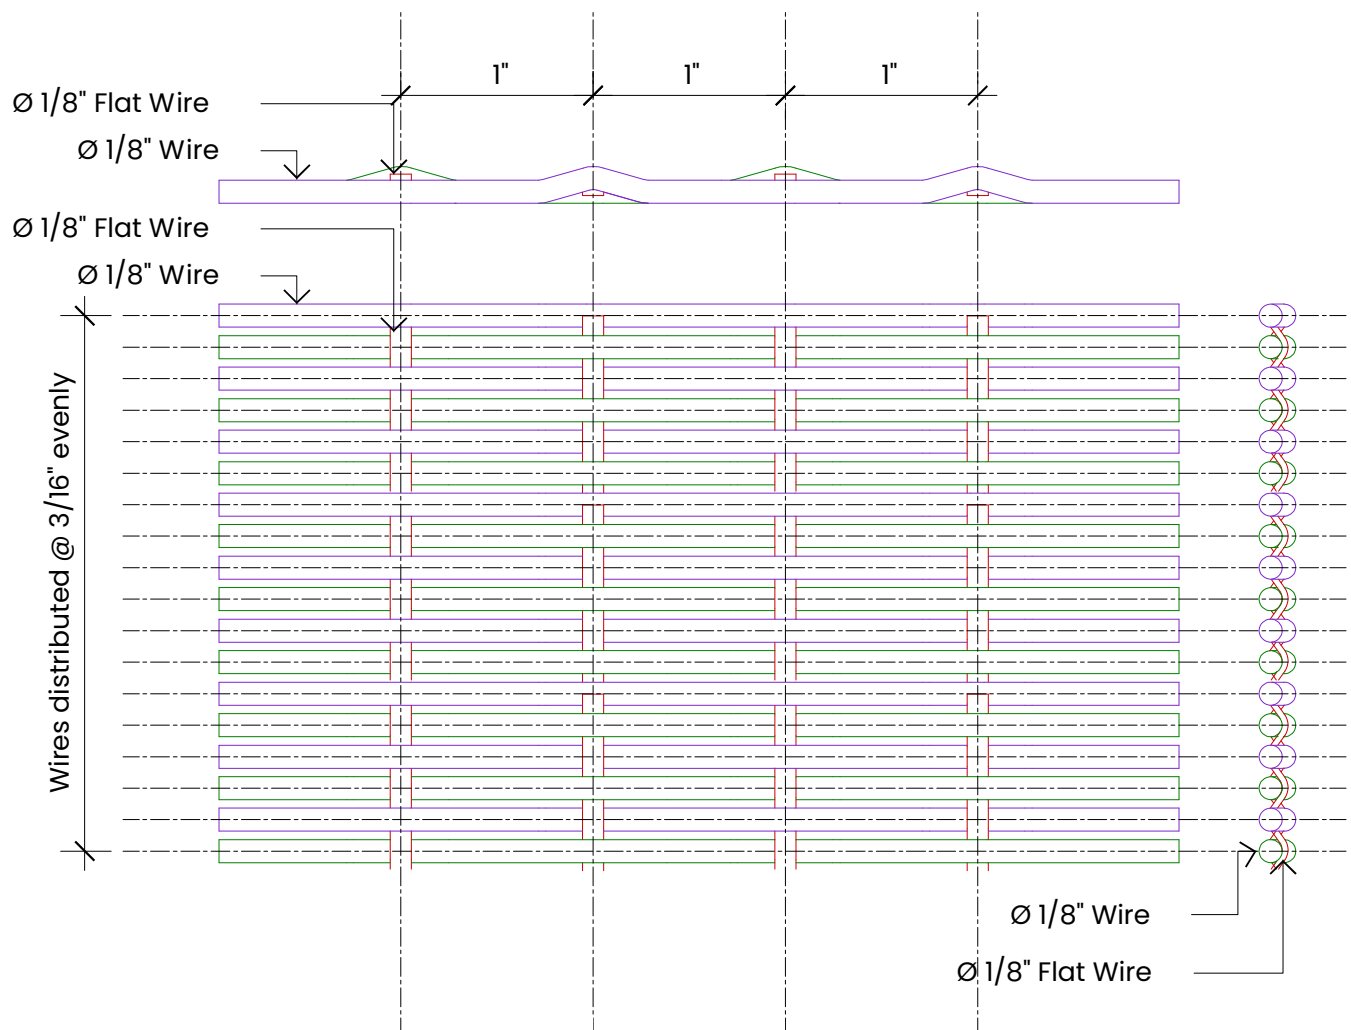 1" 1" 1"
Ø 1/8" Flat Wire
Ø 1/8" Wire
Ø 1/8" Flat Wire
Ø 1/8" Wire
Wires distributed @ 3/16" evenly
Ø 1/8" Wire
Ø 1/8" Flat Wire